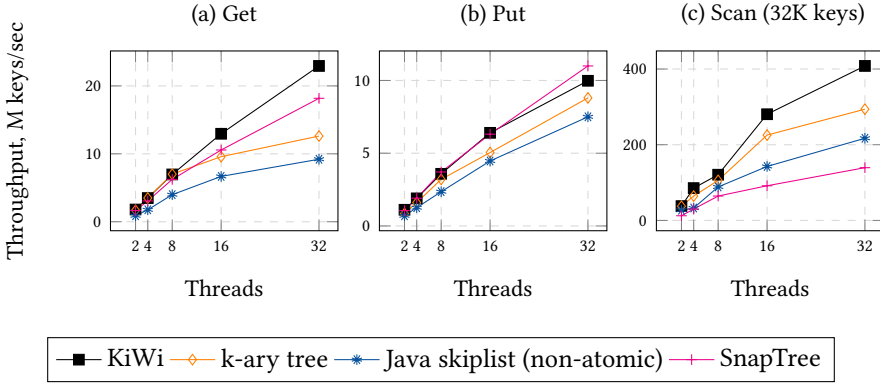 (a) Get
(b) Put
(c) Scan (32K keys)
Throughput, M keys/sec
20
10
0
2 4 8 16 32
Threads
10
5
0
2 4 8 16 32
Threads
400
200
0
2 4 8 16 32
Threads
KiWi k-ary tree Java skiplist (non-atomic) SnapTree